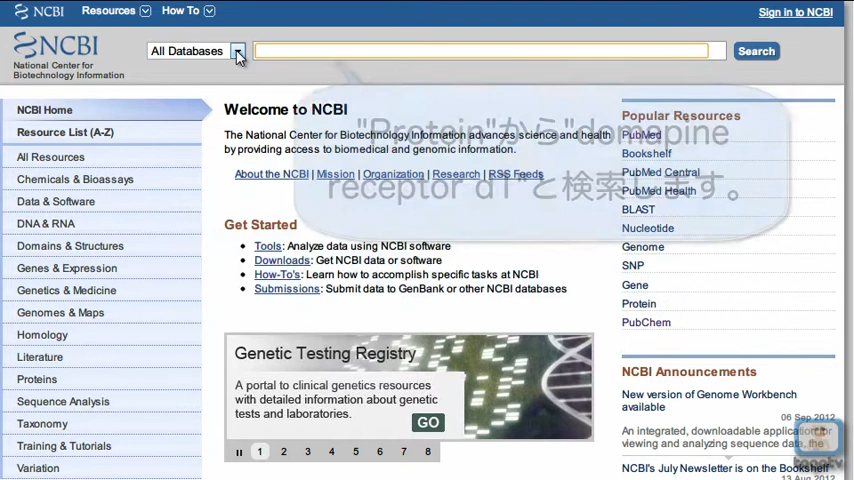 NCBI Resources How To Sign in to NCBI
NCBI
National Center for
Biotechnology Information
All Databases
Search
NCBI Home
Resource List (A-Z)
All Resources
Chemicals & Bioassays
Data & Software
DNA & RNA
Domains & Structures
Genes & Expression
Genetics & Medicine
Genomes & Maps
Homology
Literature
Proteins
Sequence Analysis
Taxonomy
Training & Tutorials
Variation
Welcome to NCBI
The National Center for Biotechnology Information advances science and health
by providing access to biomedical and genomic information.
About the NCBI | Mission | Organization | Research | RSS Feeds
"Protein"から"domapine
receptor d1"と検索します。
Get Started
Tools: Analyze data using NCBI software
Downloads: Get NCBI data or software
How-To's: Learn how to accomplish specific tasks at NCBI
Submissions: Submit data to GenBank or other NCBI databases
Genetic Testing Registry
A portal to clinical genetics resources
with detailed information about genetic
tests and laboratories.
GO
1 2 3 4 5 6 7 8
Popular Resources
PubMed
Bookshelf
PubMed Central
PubMed Health
BLAST
Nucleotide
Genome
SNP
Gene
Protein
PubChem
NCBI Announcements
New version of Genome Workbench
available
06 Sep 2012
An integrated, downloadable application for
viewing and analyzing sequence data, the
NCBI's July Newsletter is on the Bookshelf
13 Aug 2012